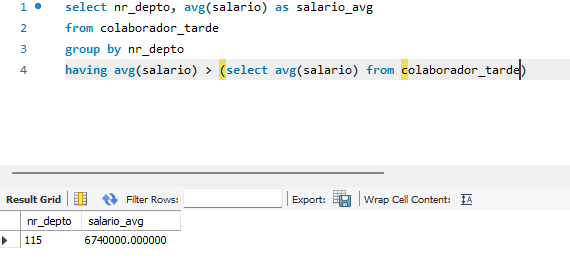 1 select nr_depto, avg(salario) as salario_avg
2 from colaborador_tarde
3 group by nr_depto
4 having avg(salario) > (select avg(salario) from colaborador_tarde)
Result Grid Filter Rows: Export: Wrap Cell Content: IA
nr_depto salario_avg
115 6740000.000000